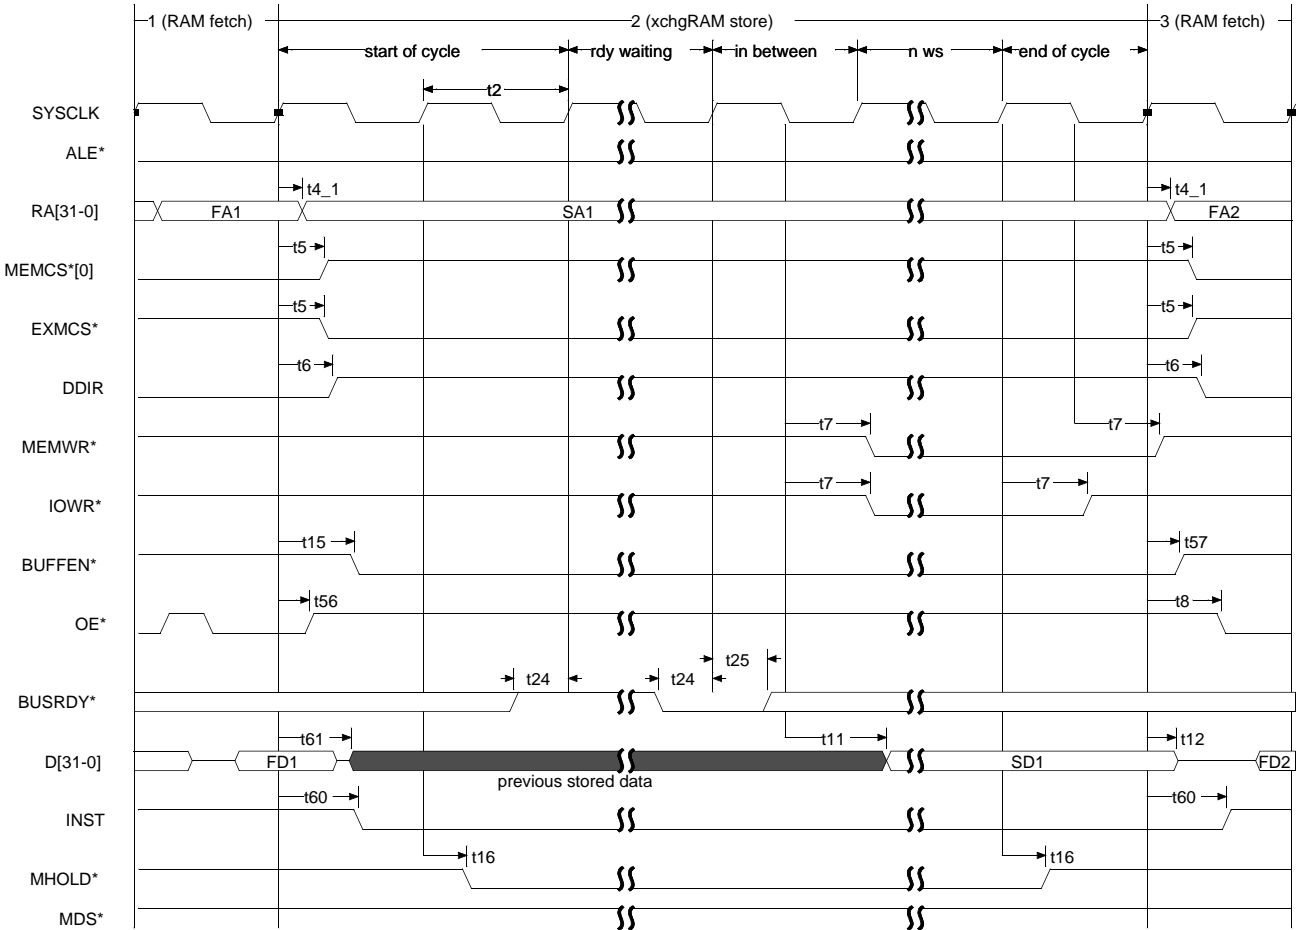 1 (RAM fetch) 2 (xchgRAM store) 3 (RAM fetch)
start of cycle rdy waiting in between n ws end of cycle
t2
SYSCLK
ALE*
t4_1 t4_1
RA[31-0] FA1 SA1 FA2
t5 t5
MEMCS*[0]
t5 t5
EXMCS*
t6 t6
DDIR
t7 t7
MEMWR*
t7 t7
IOWR*
t15 t57
BUFFEN*
t56 t8
OE*
t25
t24 t24
BUSRDY*
t61 t11 t12
D[31-0] FD1 SD1 FD2
previous stored data
t60 t60
INST
t16 t16
MHOLD*
MDS*